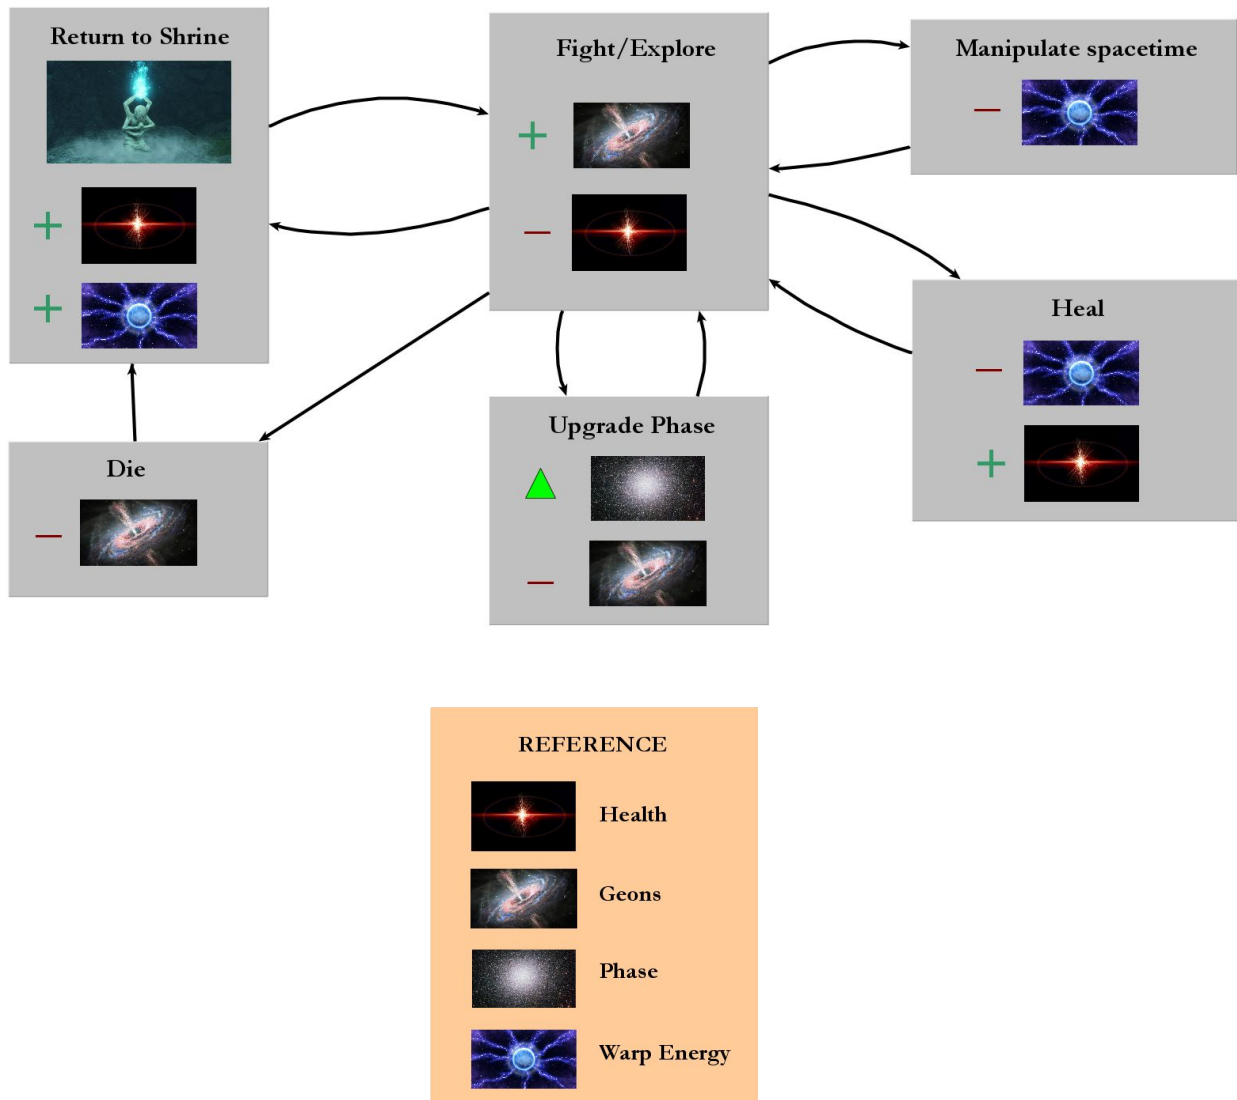 Return to Shrine
Fight/Explore
Manipulate spacetime
Heal
Upgrade Phase
Die
REFERENCE
Health
Geons
Phase
Warp Energy